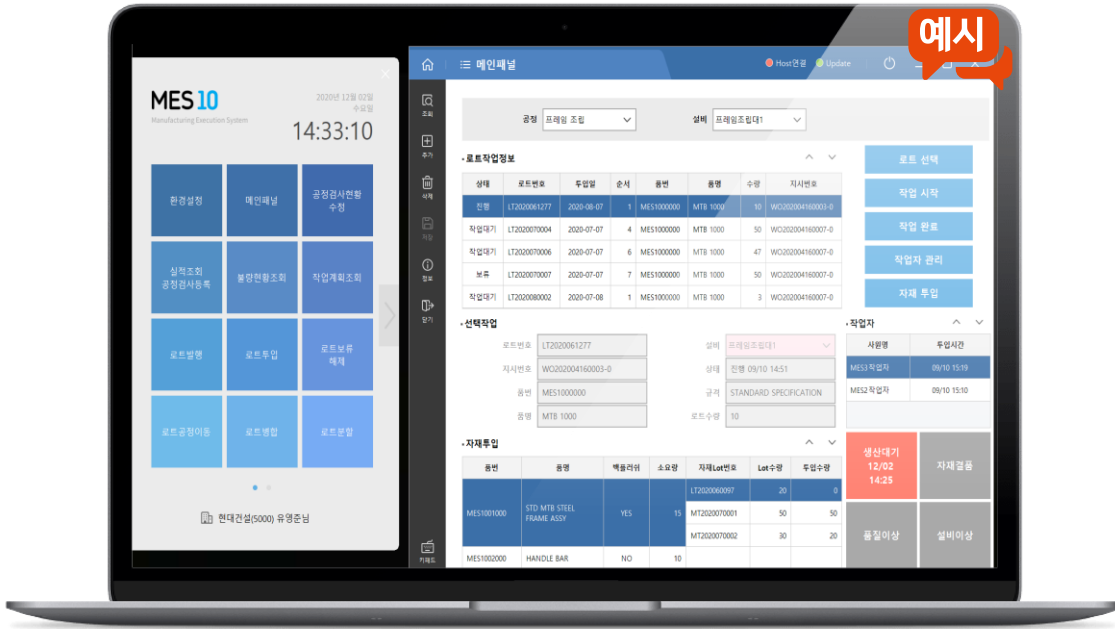 예시
MES 10
Manufacturing Execution System
2020년 12월 02일
수요일
14:33:10
환경설정
메인패널
공정검사현황
수정
실적조회
공정검사등록
불량현황조회
작업계획조회
로트발행
로트투입
로트보류
해제
로트공정이동
로트병합
로트분할
현대건설(5000) 유영준님
메인패널
Host연결
Update
조회
추가
삭제
저장
정보
닫기
키패드
공정 프레임 조립
설비 프레임조립대1
로트작업정보
상태 로트번호 투입일 순서 품번 품명 수량 지시번호
진행 LT2020061277 2020-08-07 1 MES1000000 MTB 1000 10 WO202004160003-0
작업대기 LT2020070004 2020-07-07 4 MES1000000 MTB 1000 50 WO202004160007-0
작업대기 LT2020070006 2020-07-07 6 MES1000000 MTB 1000 47 WO202004160007-0
보류 LT2020070007 2020-07-07 7 MES1000000 MTB 1000 50 WO202004160007-0
작업대기 LT2020080002 2020-07-08 1 MES1000000 MTB 1000 3 WO202004160007-0
로트 선택
작업 시작
작업 완료
작업자 관리
자재 투입
선택작업
로트번호 LT2020061277 설비 프레임조립대1
지시번호 WO202004160003-0 상태 진행 09/10 14:51
품번 MES1000000 규격 STANDARD SPECIFICATION
품명 MTB 1000 로트수량 10
작업자
사원명 투입시간
MES3작업자 09/10 15:19
MES2작업자 09/10 15:10
자재투입
품번 품명 백플러쉬 소요량 자재Lot번호 Lot수량 투입수량
MES1001000 STD MTB STEEL FRAME ASSY YES 15 LT2020060097 20 0
MT2020070001 50 50
MT2020070002 30 20
MES1002000 HANDLE BAR NO 10
생산대기
12/02
14:25
자재결품
품질이상
설비이상